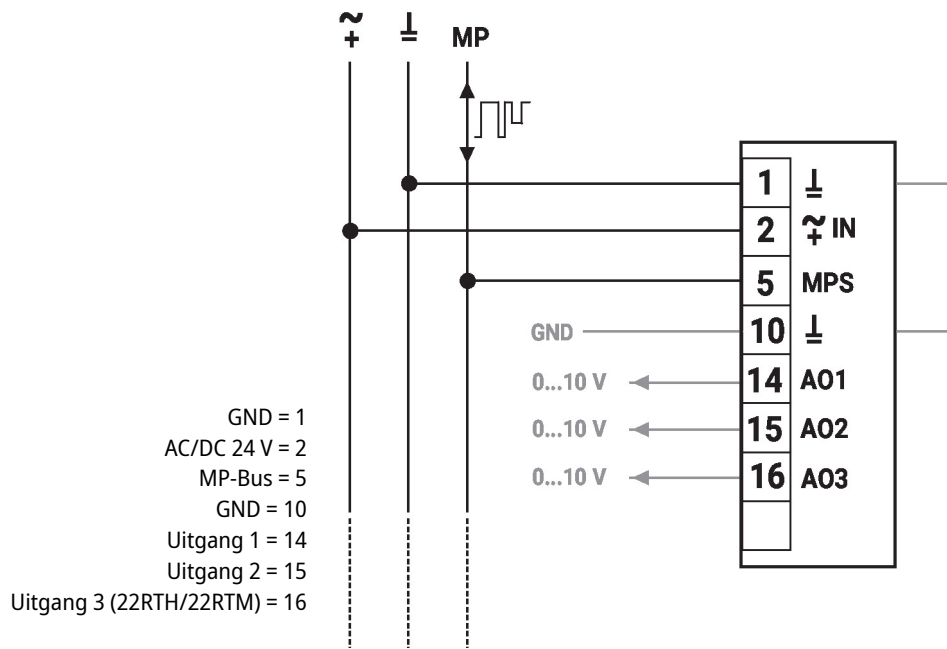 MP
1
2 IN
5 MPS
GND 10
0...10 V 14 AO1
0...10 V 15 AO2
0...10 V 16 AO3
GND = 1
AC/DC 24 V = 2
MP-Bus = 5
GND = 10
Uitgang 1 = 14
Uitgang 2 = 15
Uitgang 3 (22RTH/22RTM) = 16